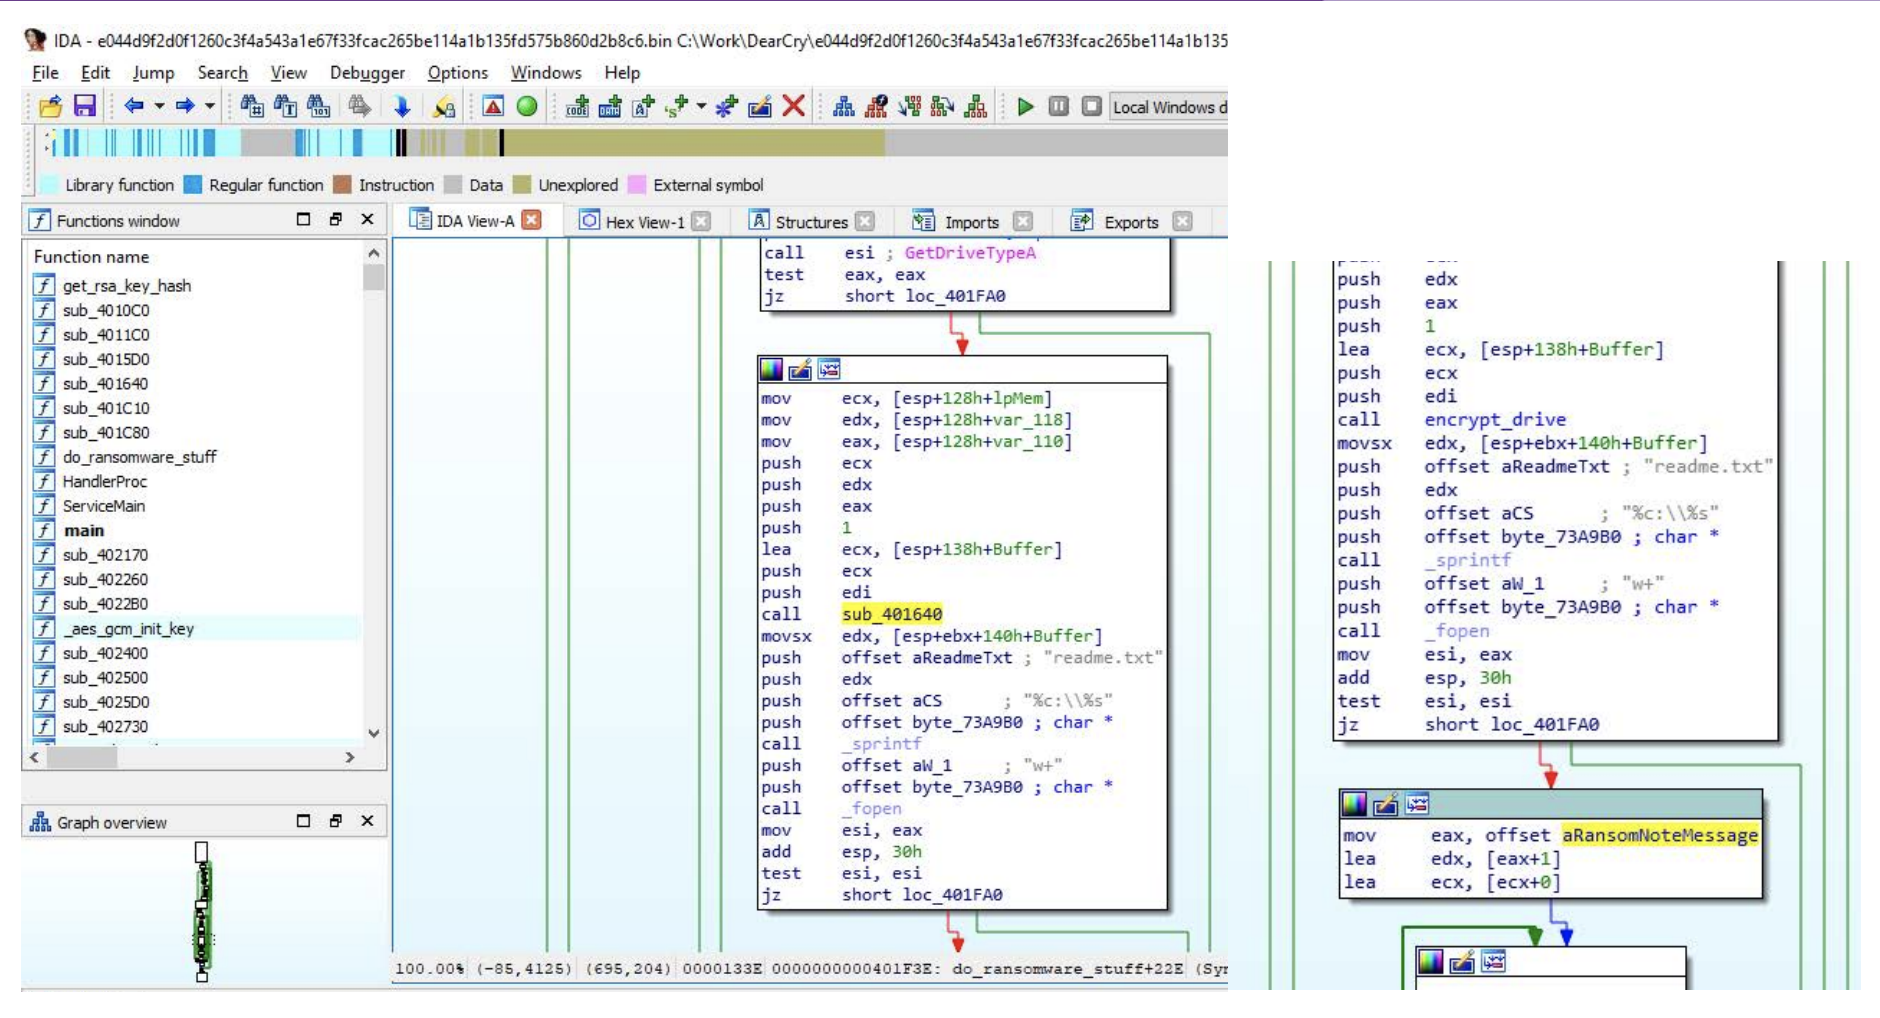 IDA - e044d9f2d0f1260c3f4a543a1e67f33fcac265be114a1b135fd575b860d2b8c6.bin C:\Work\DearCry\e044d9f2d0f1260c3f4a543a1e67f33fcac265be114a1b135
File Edit Jump Search View Debugger Options Windows Help
Local Windows d
Library function Regular function Instruction Data Unexplored External symbol
Functions window
IDA View-A Hex View-1 Structures Imports Exports
Function name
get_rsa_key_hash
sub_4010C0
sub_4011C0
sub_4015D0
sub_401640
sub_401C10
sub_401C80
do_ransomware_stuff
HandlerProc
ServiceMain
main
sub_402170
sub_402260
sub_4022B0
_aes_gcm_init_key
sub_402400
sub_402500
sub_4025D0
sub_402730
Graph overview
call esi ; GetDriveTypeA
test eax, eax
jz short loc_401FA0
mov ecx, [esp+128h+lpMem]
mov edx, [esp+128h+var_118]
mov eax, [esp+128h+var_110]
push ecx
push edx
push eax
push 1
lea ecx, [esp+138h+Buffer]
push ecx
push edi
call sub_401640
movsx edx, [esp+ebx+140h+Buffer]
push offset aReadmeTxt ; "readme.txt"
push edx
push offset aCS ; "%c:\\%s"
push offset byte_73A9B0 ; char *
call _sprintf
push offset aW_1 ; "w+"
push offset byte_73A9B0 ; char *
call _fopen
mov esi, eax
add esp, 30h
test esi, esi
jz short loc_401FA0
100.00% (-85,4125) (695,204) 0000133E 0000000000401F3E: do_ransomware_stuff+22E (Syn
push edx
push eax
push 1
lea ecx, [esp+138h+Buffer]
push ecx
push edi
call encrypt_drive
movsx edx, [esp+ebx+140h+Buffer]
push offset aReadmeTxt ; "readme.txt"
push edx
push offset aCS ; "%c:\\%s"
push offset byte_73A9B0 ; char *
call _sprintf
push offset aW_1 ; "w+"
push offset byte_73A9B0 ; char *
call _fopen
mov esi, eax
add esp, 30h
test esi, esi
jz short loc_401FA0
mov eax, offset aRansomNoteMessage
lea edx, [eax+1]
lea ecx, [ecx+0]